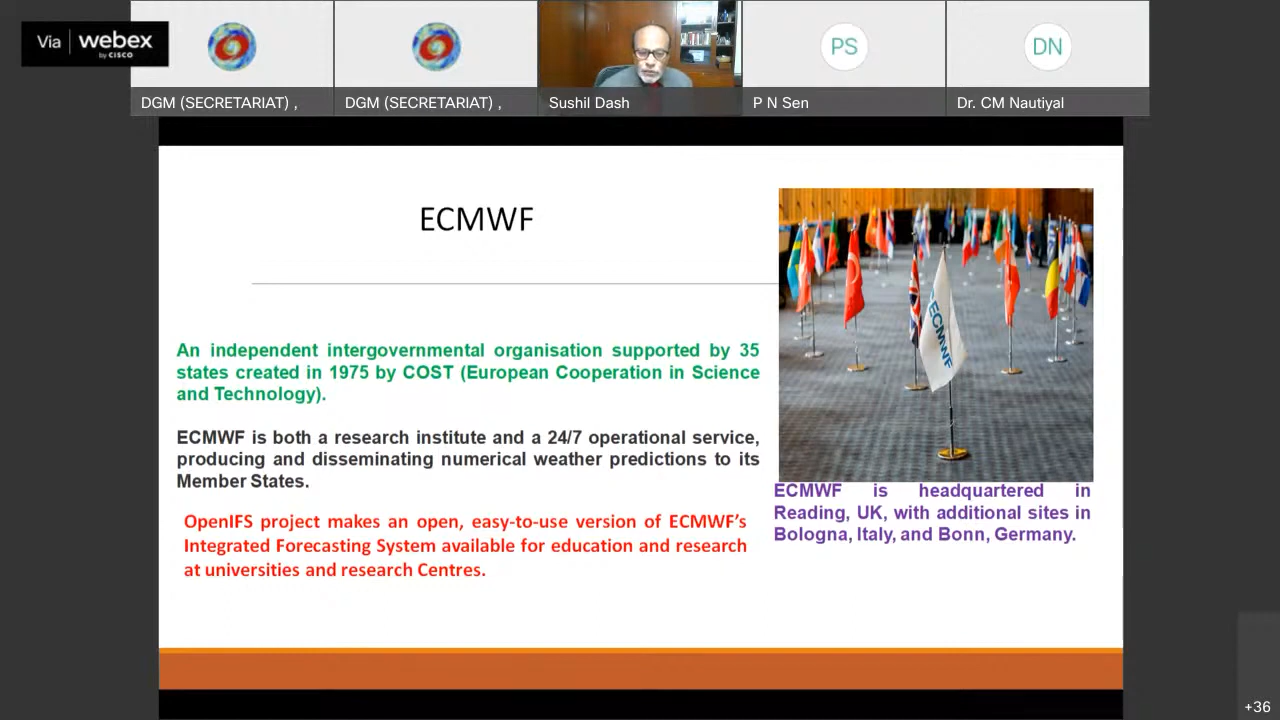 Via webex
by CISCO
DGM (SECRETARIAT) ,
DGM (SECRETARIAT) ,
Sushil Dash
PS
P N Sen
DN
Dr. CM Nautiyal
ECMWF
An independent intergovernmental organisation supported by 35
states created in 1975 by COST (European Cooperation in Science
and Technology).
ECMWF is both a research institute and a 24/7 operational service,
producing and disseminating numerical weather predictions to its
Member States.
OpenIFS project makes an open, easy-to-use version of ECMWF’s
Integrated Forecasting System available for education and research
at universities and research Centres.
ECMWF
ECMWF is headquartered in
Reading, UK, with additional sites in
Bologna, Italy, and Bonn, Germany.
+36